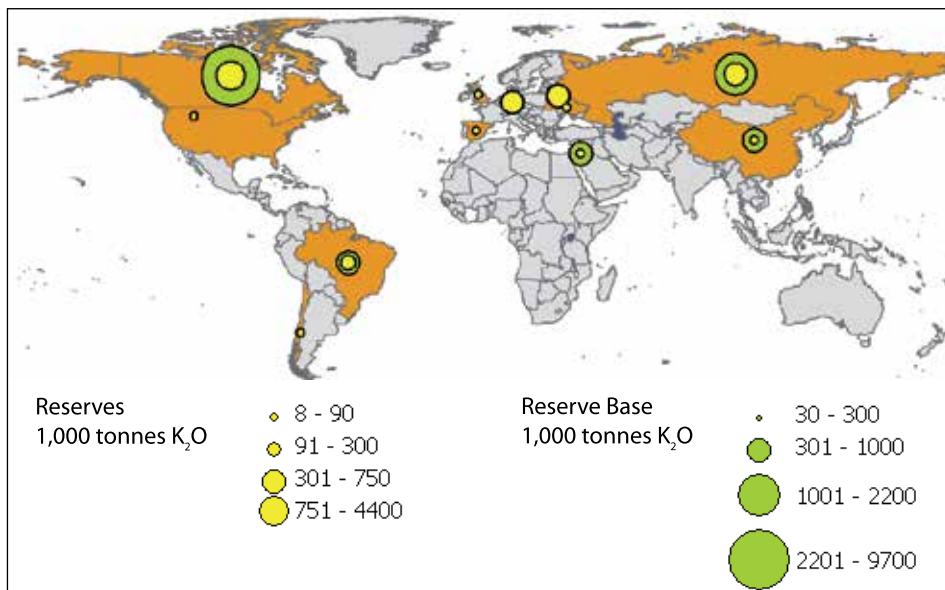 Reserves
1,000 tonnes K₂O
8 - 90
91 - 300
301 - 750
751 - 4400
Reserve Base
1,000 tonnes K₂O
30 - 300
301 - 1000
1001 - 2200
2201 - 9700